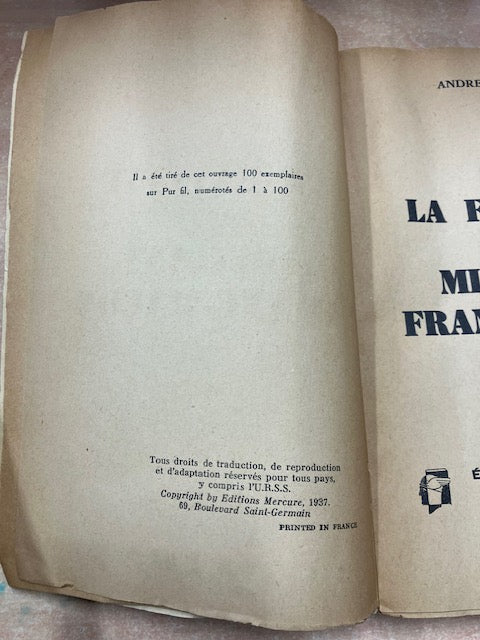 Il a été tiré de cet ouvrage 100 exemplaires
sur Pur fil, numérotés de 1 à 100
Tous droits de traduction, de reproduction
et d'adaptation réservés pour tous pays,
y compris l'U.R.S.S.
Copyright by Editions Mercure, 1937.
69, Boulevard Saint-Germain
PRINTED IN FRANCE
ANDRE
LA F
MI
FRAN
É